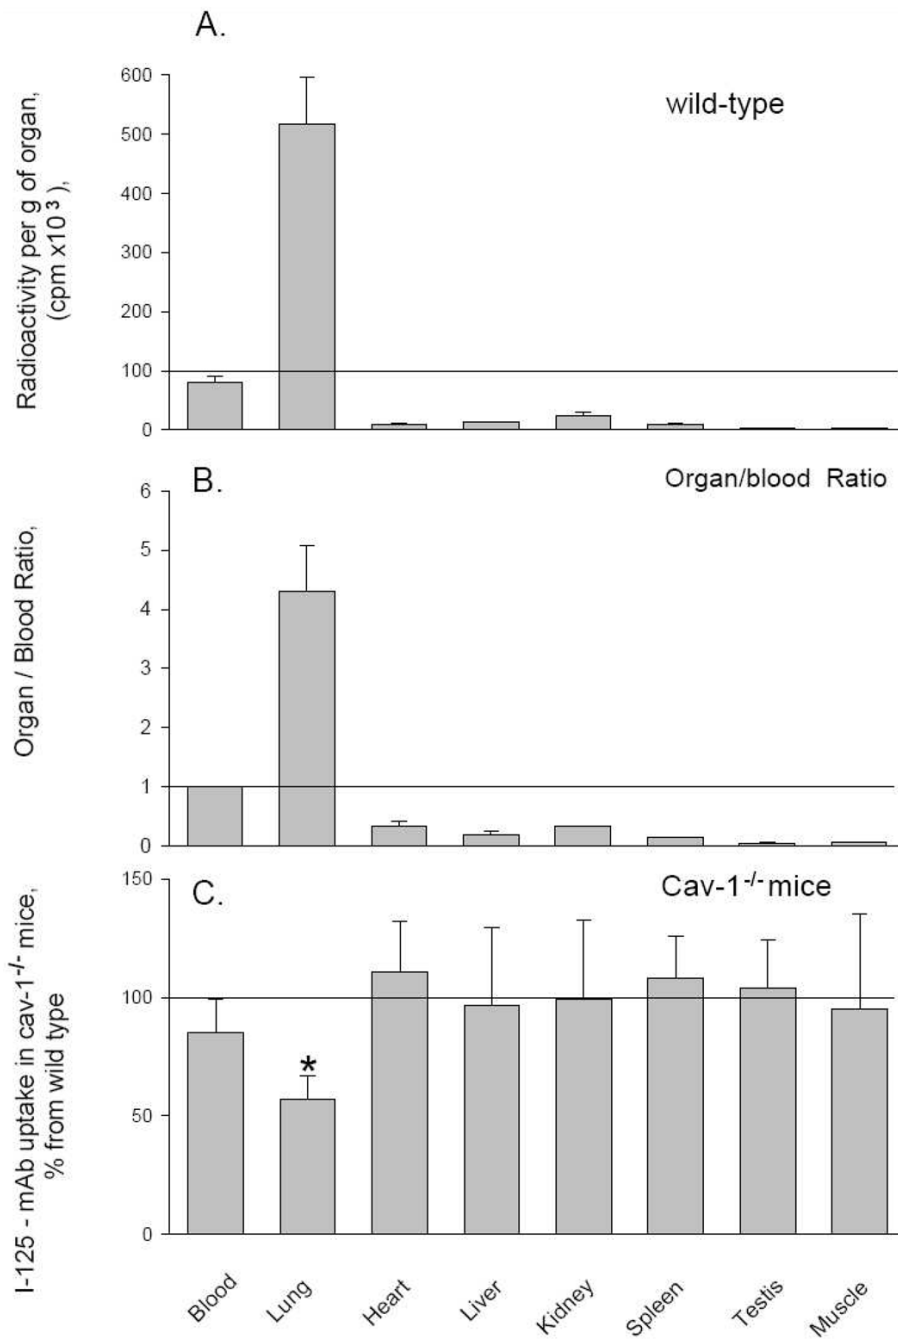 A.
wild-type
Radioactivity per g of organ,
(cpm x10³),
600
500
400
300
200
100
0
B.
Organ/blood Ratio
Organ / Blood Ratio,
6
5
4
3
2
1
0
C.
Cav-1⁻/⁻ mice
I-125 - mAb uptake in cav-1⁻/⁻ mice,
% from wild type
150
100
50
0
*
Blood
Lung
Heart
Liver
Kidney
Spleen
Testis
Muscle